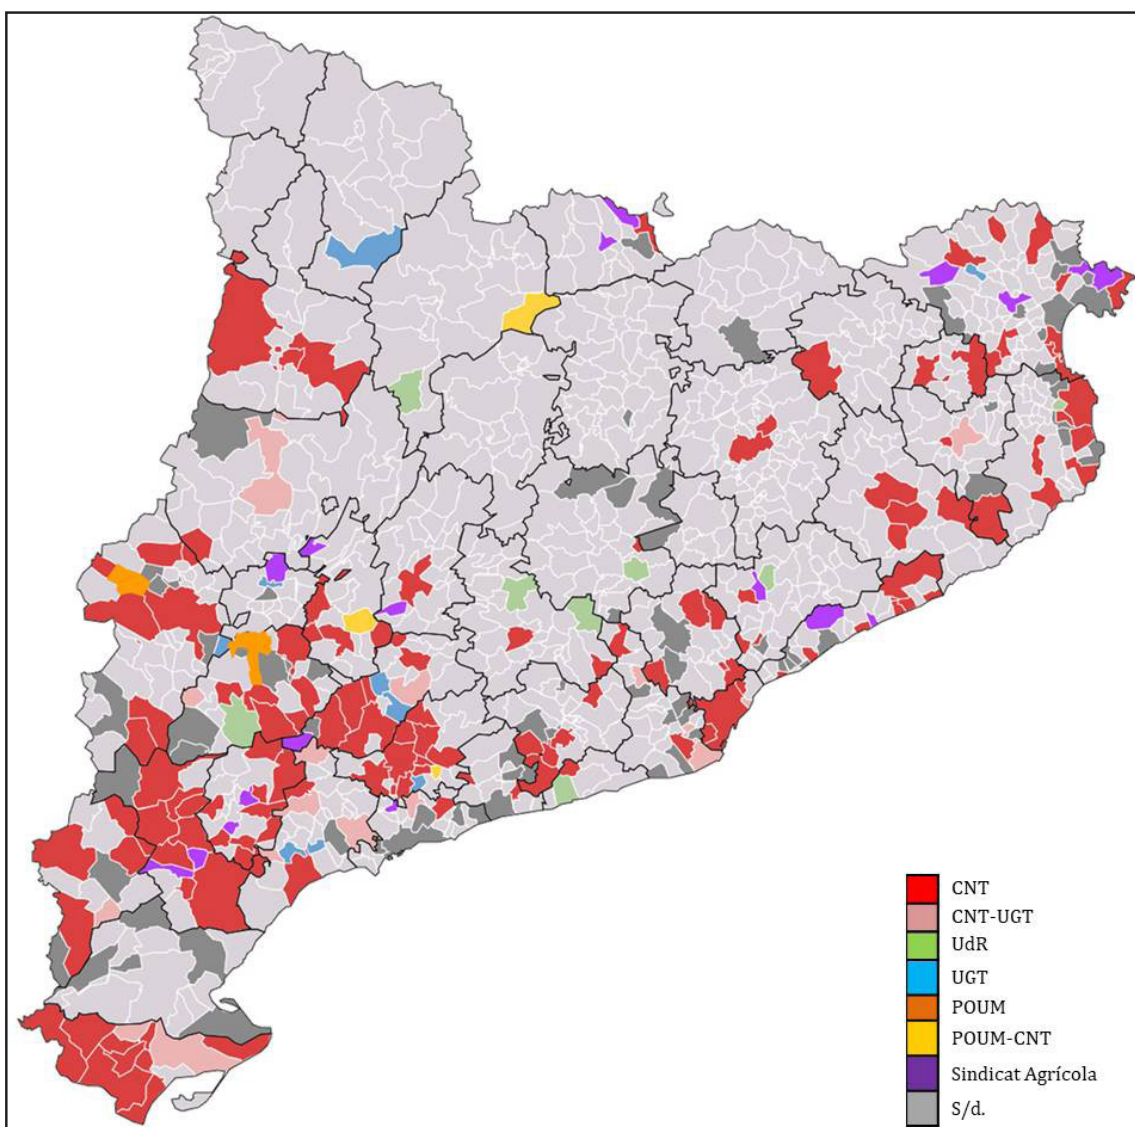 CNT
CNT-UGT
UdR
UGT
POUM
POUM-CNT
Sindicat Agrícola
S/d.